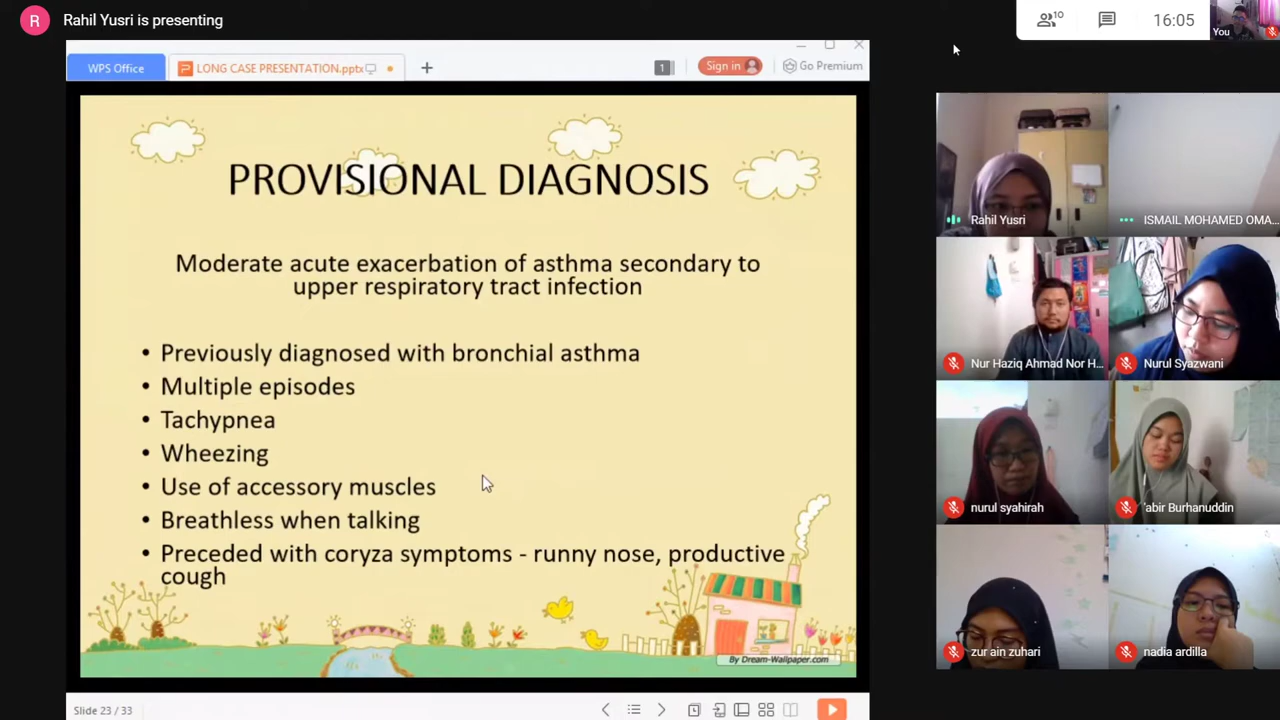 R Rahil Yusri is presenting
10
16:05
You
WPS Office
LONG CASE PRESENTATION.pptx
+
1
Sign in
Go Premium
PROVISIONAL DIAGNOSIS
Moderate acute exacerbation of asthma secondary to
upper respiratory tract infection
• Previously diagnosed with bronchial asthma
• Multiple episodes
• Tachypnea
• Wheezing
• Use of accessory muscles
• Breathless when talking
• Preceded with coryza symptoms - runny nose, productive
cough
By Dream-Wallpaper.com
Slide 23 / 33
Rahil Yusri
ISMAIL MOHAMED OMA...
Nur Haziq Ahmad Nor H...
Nurul Syazwani
nurul syahirah
'abir Burhanuddin
zur ain zuhari
nadia ardilla